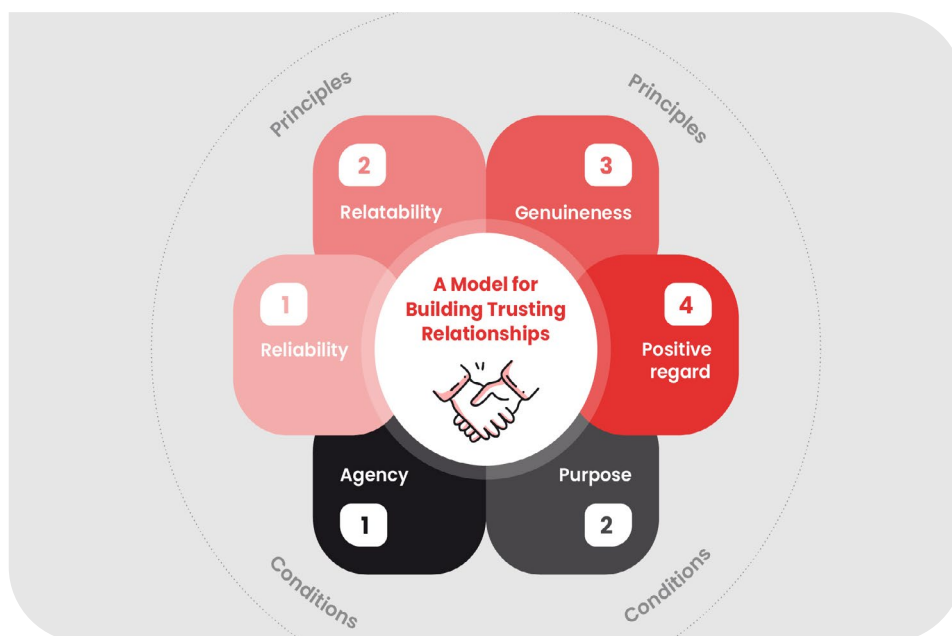 Principles
Principles
2
Relatability
3
Genuineness
A Model for
Building Trusting
Relationships
1
Reliability
4
Positive
regard
Agency
1
Purpose
2
Conditions
Conditions